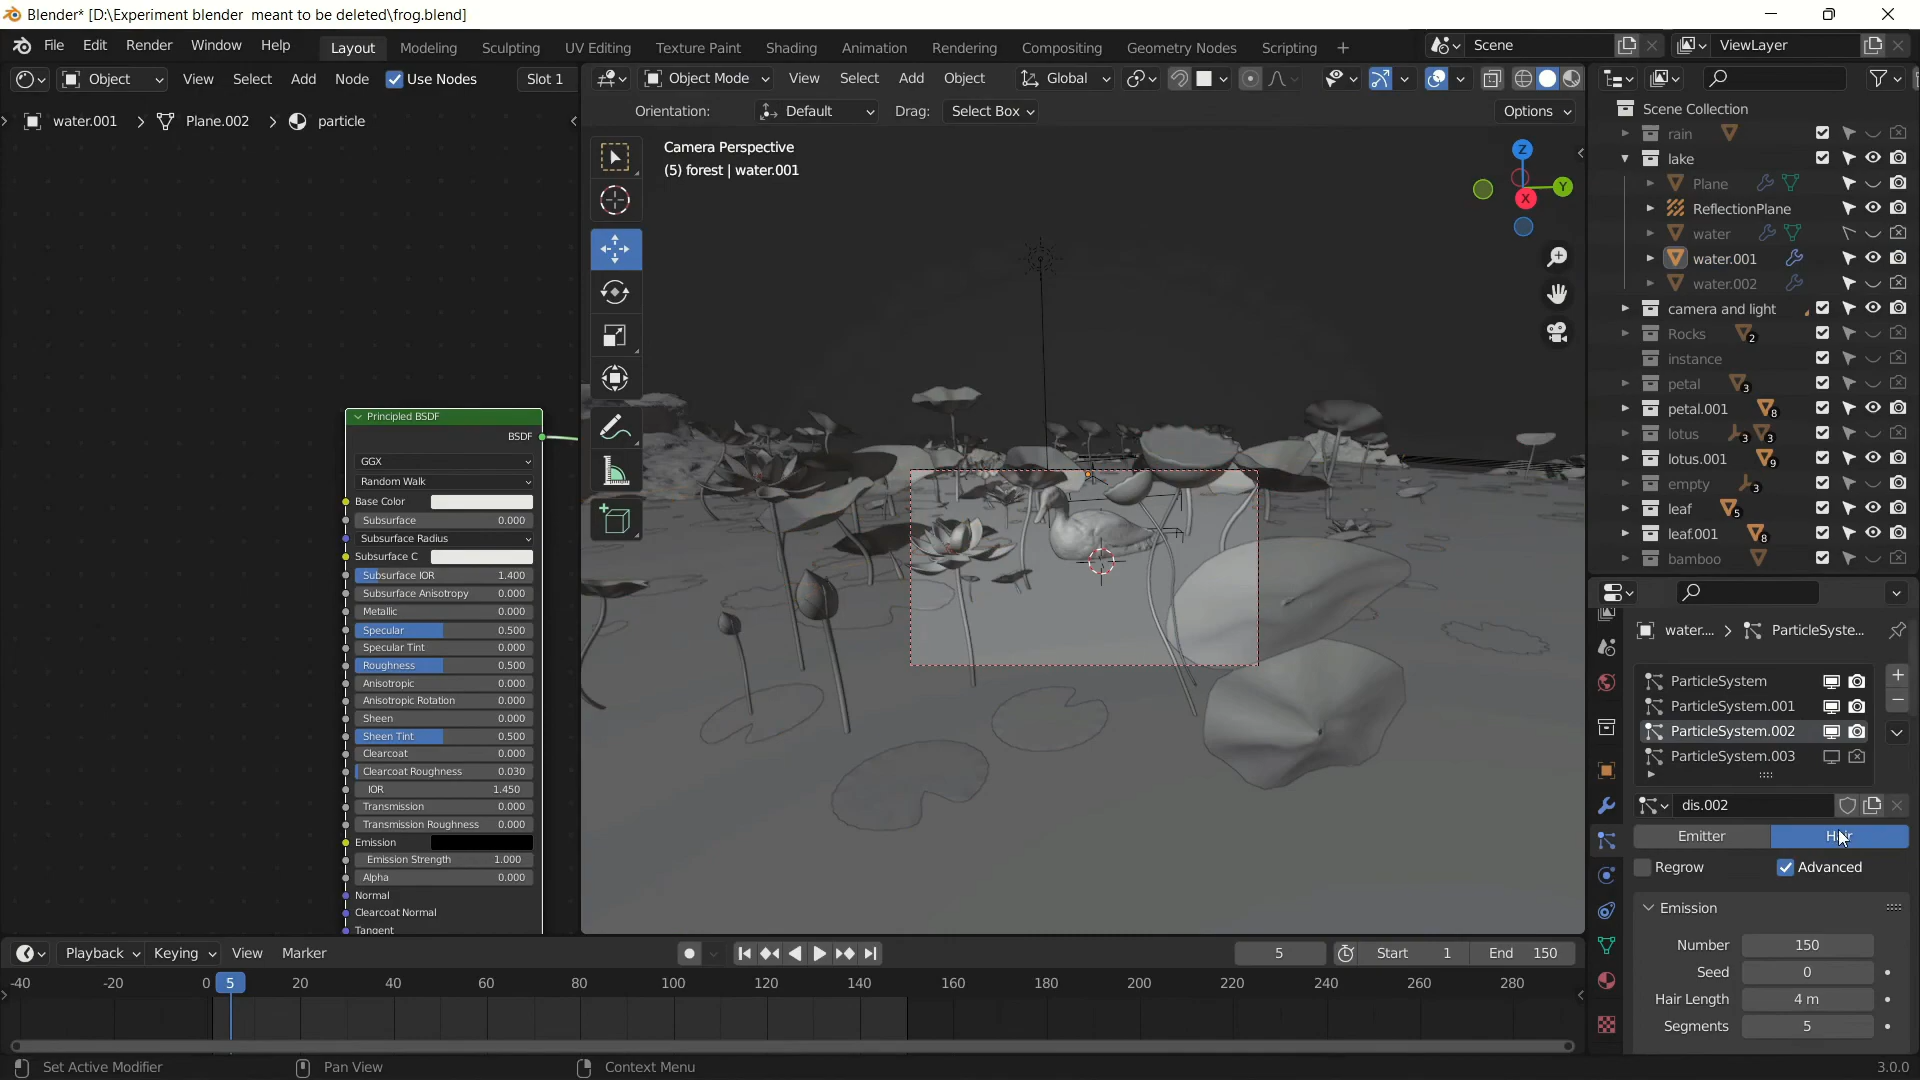 Blender* [D:\Experiment blender meant to be deleted\frog.blend]
File Edit Render Window Help Layout Modeling Sculpting UV Editing Texture Paint Shading Animation Rendering Compositing Geometry Nodes Scripting + Scene ViewLayer
Object View Select Add Node Use Nodes Slot 1 Object Mode View Select Add Object Global
Orientation: Default Drag: Select Box Options
water.001 > Plane.002 > particle
Camera Perspective
(5) forest | water.001
Z
Y
X
Scene Collection
rain
lake
Plane
ReflectionPlane
water
water.001
water.002
camera and light
Rocks 2
instance
petal 3
petal.001 8
lotus 3 3
lotus.001 9
empty 3
leaf 5
leaf.001 8
bamboo
Principled BSDF
BSDF
GGX
Random Walk
Base Color
Subsurface 0.000
Subsurface Radius
Subsurface C
Subsurface IOR 1.400
Subsurface Anisotropy 0.000
Metallic 0.000
Specular 0.500
Specular Tint 0.000
Roughness 0.500
Anisotropic 0.000
Anisotropic Rotation 0.000
Sheen 0.000
Sheen Tint 0.500
Clearcoat 0.000
Clearcoat Roughness 0.030
IOR 1.450
Transmission 0.000
Transmission Roughness 0.000
Emission
Emission Strength 1.000
Alpha 0.000
Normal
Clearcoat Normal
Tangent
water.... > ParticleSyste...
ParticleSystem
ParticleSystem.001
ParticleSystem.002
ParticleSystem.003
dis.002
Emitter Hair
Regrow Advanced
Emission
Number 150
Seed 0
Hair Length 4 m
Segments 5
Playback Keying View Marker 5 Start 1 End 150
-40 -20 0 5 20 40 60 80 100 120 140 160 180 200 220 240 260 280
Set Active Modifier Pan View Context Menu 3.0.0